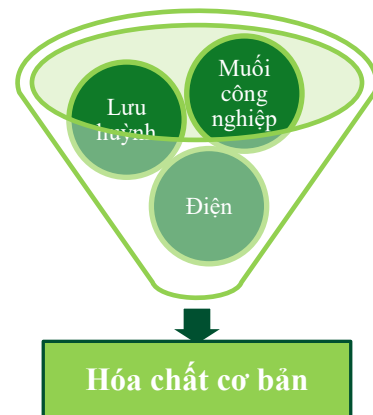 Muối
công
nghiệp
Lưu
huỳnh
Điện
Hóa chất cơ bản